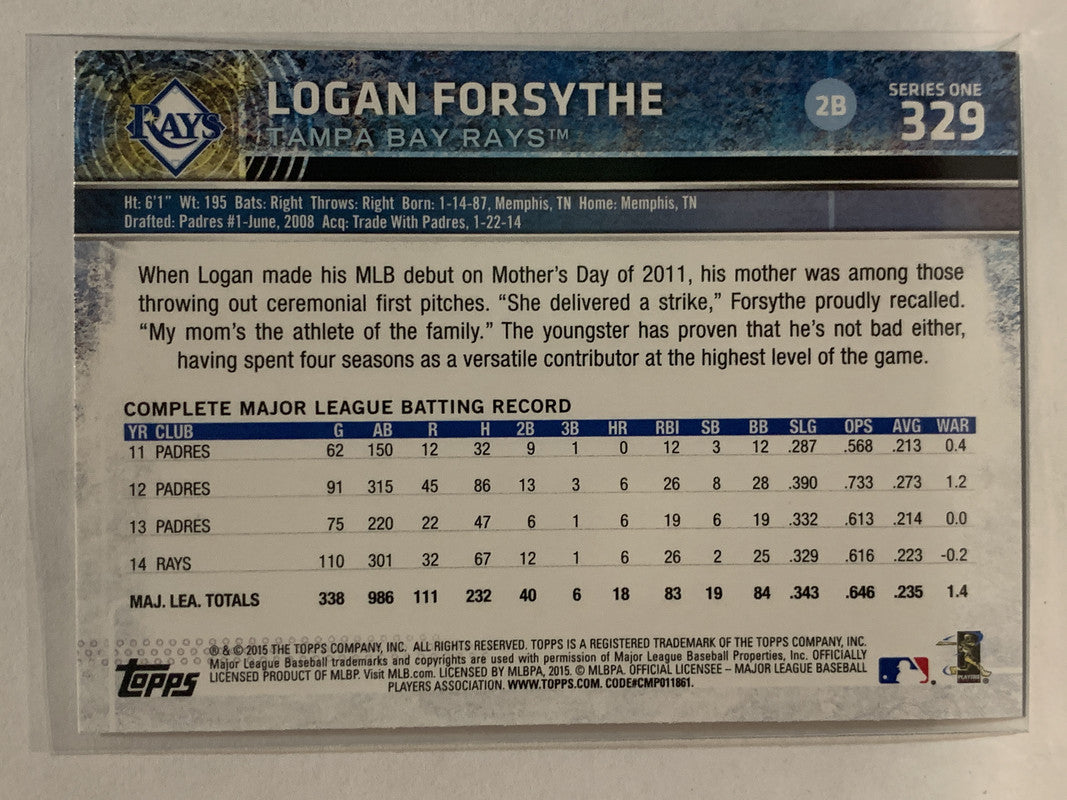 RAYS
LOGAN FORSYTHE
TAMPA BAY RAYS™
2B
SERIES ONE
329
Ht: 6'1" Wt: 195 Bats: Right Throws: Right Born: 1-14-87, Memphis, TN Home: Memphis, TN
Drafted: Padres #1-June, 2008 Acq: Trade With Padres, 1-22-14
When Logan made his MLB debut on Mother's Day of 2011, his mother was among those
throwing out ceremonial first pitches. “She delivered a strike,” Forsythe proudly recalled.
“My mom's the athlete of the family.” The youngster has proven that he's not bad either,
having spent four seasons as a versatile contributor at the highest level of the game.
COMPLETE MAJOR LEAGUE BATTING RECORD
YR CLUB G AB R H 2B 3B HR RBI SB BB SLG OPS AVG WAR
11 PADRES 62 150 12 32 9 1 0 12 3 12 .287 .568 .213 0.4
12 PADRES 91 315 45 86 13 3 6 26 8 28 .390 .733 .273 1.2
13 PADRES 75 220 22 47 6 1 6 19 6 19 .332 .613 .214 0.0
14 RAYS 110 301 32 67 12 1 6 26 2 25 .329 .616 .223 -0.2
MAJ. LEA. TOTALS 338 986 111 232 40 6 18 83 19 84 .343 .646 .235 1.4
® & © 2015 THE TOPPS COMPANY, INC. ALL RIGHTS RESERVED. TOPPS IS A REGISTERED TRADEMARK OF THE TOPPS COMPANY, INC.
Major League Baseball trademarks and copyrights are used with permission of Major League Baseball Properties, Inc. OFFICIALLY
LICENSED PRODUCT OF MLBP. Visit MLB.com. LICENSED BY MLBPA, 2015. © MLBPA. OFFICIAL LICENSEE – MAJOR LEAGUE BASEBALL
PLAYERS ASSOCIATION. WWW.TOPPS.COM. CODE#CMP011861.
topps
PLAYERS